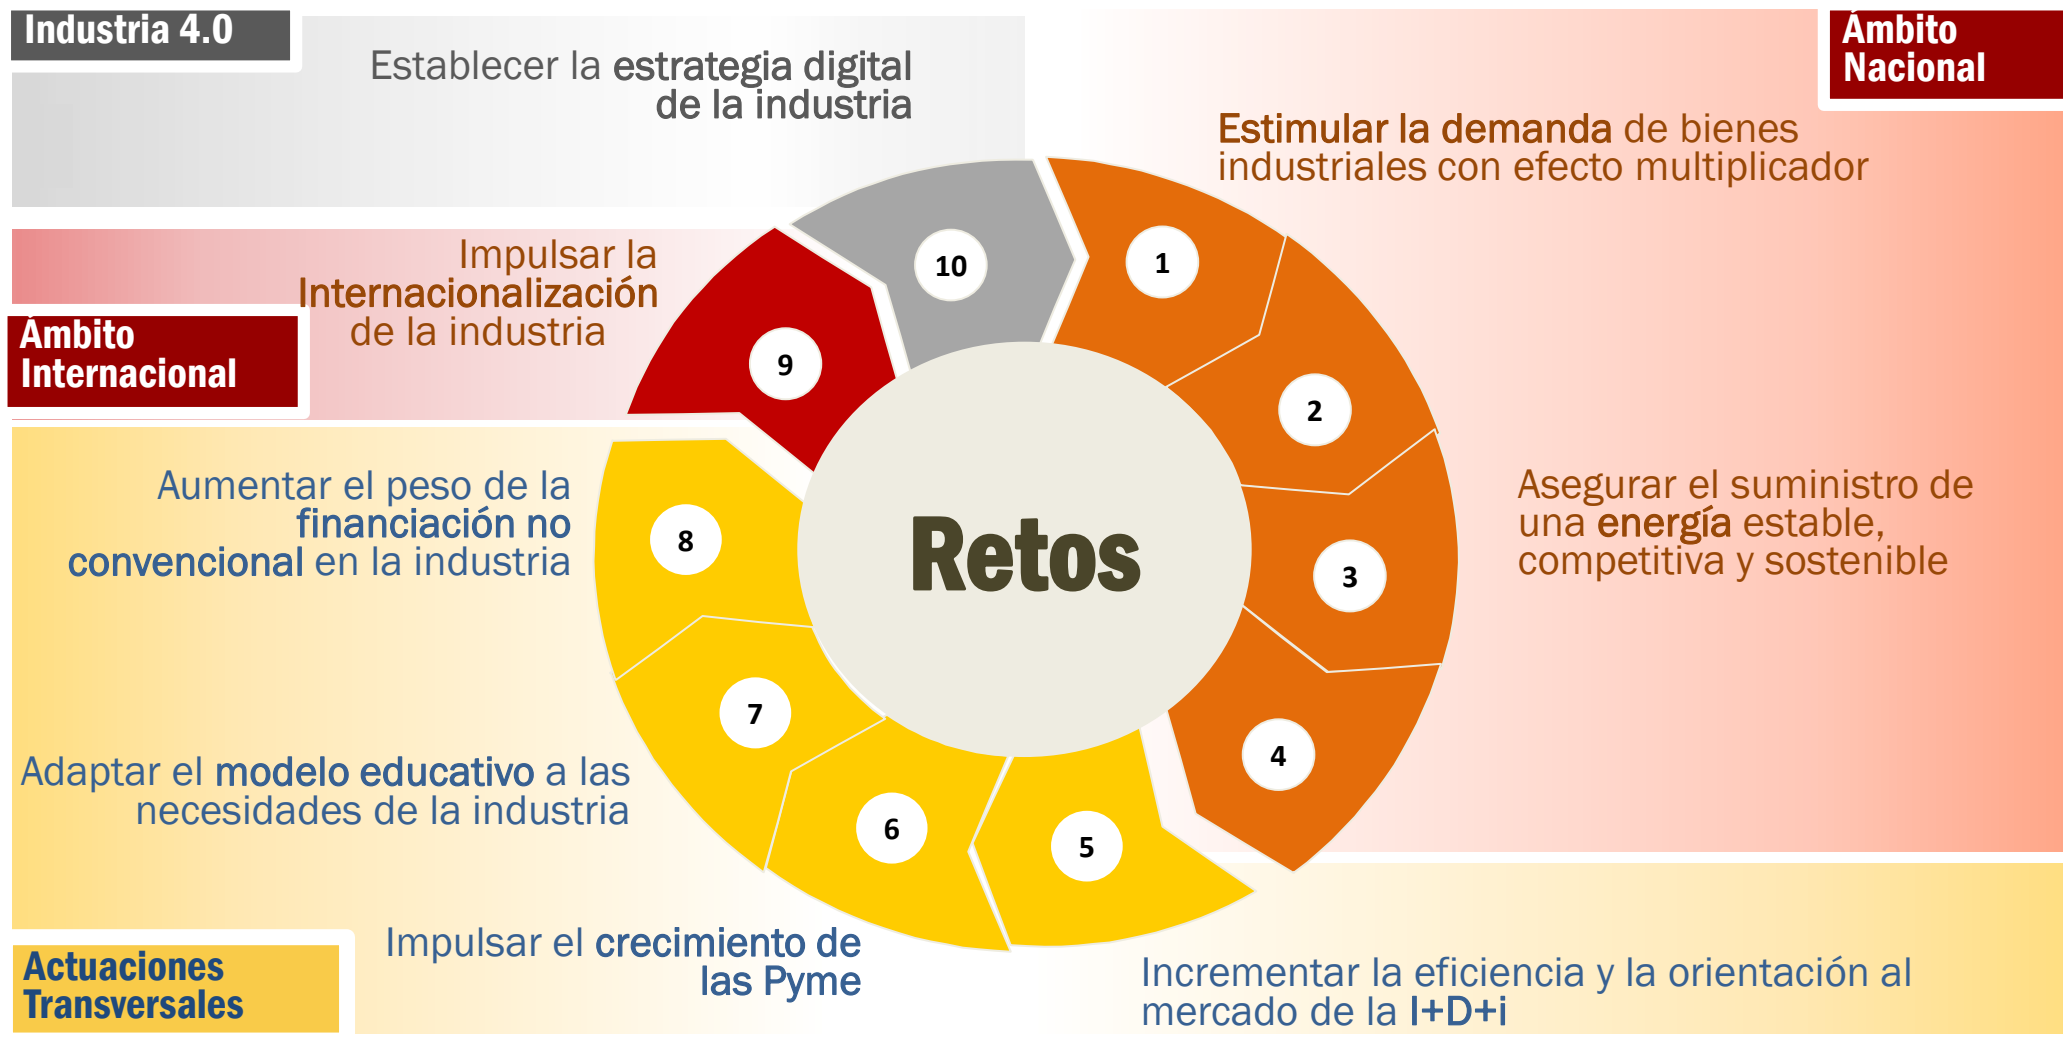 Industria 4.0
Establecer la estrategia digital
de la industria
Ámbito
Nacional
Estimular la demanda de bienes
industriales con efecto multiplicador
Impulsar la
Internacionalización
de la industria
Ámbito
Internacional
10
1
9
2
Aumentar el peso de la
financiación no
convencional en la industria
8
Retos
3
Asegurar el suministro de
una energía estable,
competitiva y sostenible
7
4
Adaptar el modelo educativo a las
necesidades de la industria
6
5
Impulsar el crecimiento de
las Pyme
Actuaciones
Transversales
Incrementar la eficiencia y la orientación al
mercado de la I+D+i